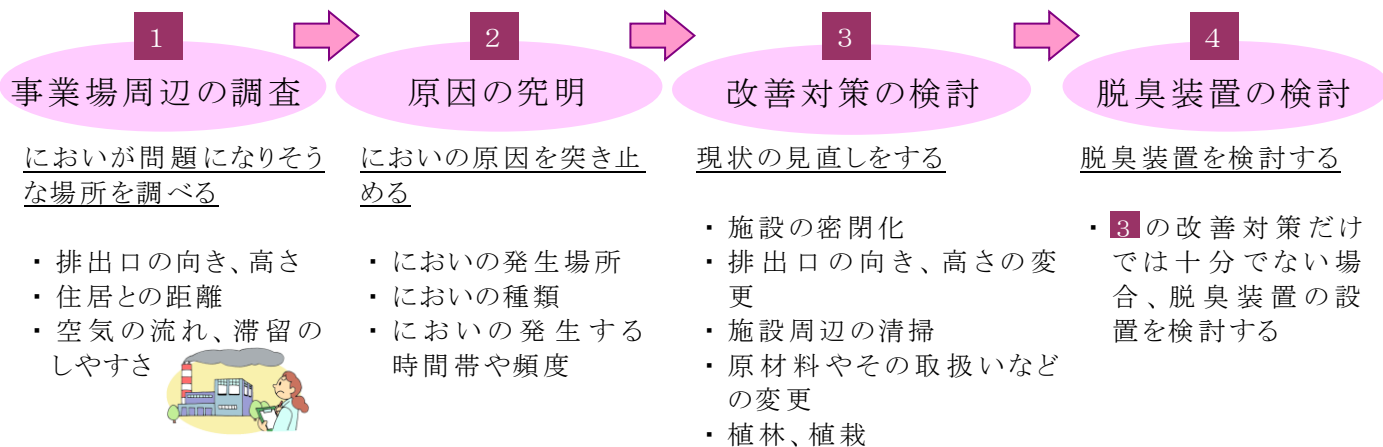 1
事業場周辺の調査
においが問題になりそう
な場所を調べる
・排出口の向き、高さ
・住居との距離
・空気の流れ、滞留の
しやすさ
2
原因の究明
においの原因を突き止
める
・においの発生場所
・においの種類
・においの発生する
時間帯や頻度
3
改善対策の検討
現状の見直しをする
・施設の密閉化
・排出口の向き、高さの変
更
・施設周辺の清掃
・原材料やその取扱いなど
の変更
・植林、植栽
4
脱臭装置の検討
脱臭装置を検討する
・3の改善対策だけ
では十分でない場
合、脱臭装置の設
置を検討する